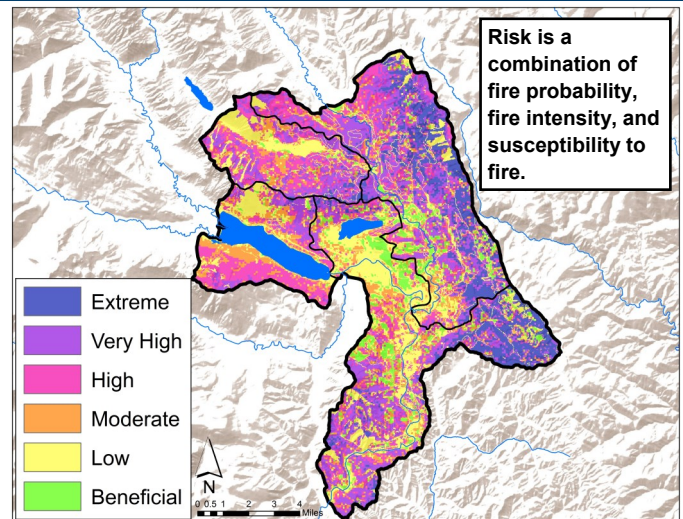 Risk is a
combination of
fire probability,
fire intensity, and
susceptibility to
fire.
Extreme
Very High
High
Moderate
Low
Beneficial
N
0 0.5 1 2 3 4
Miles